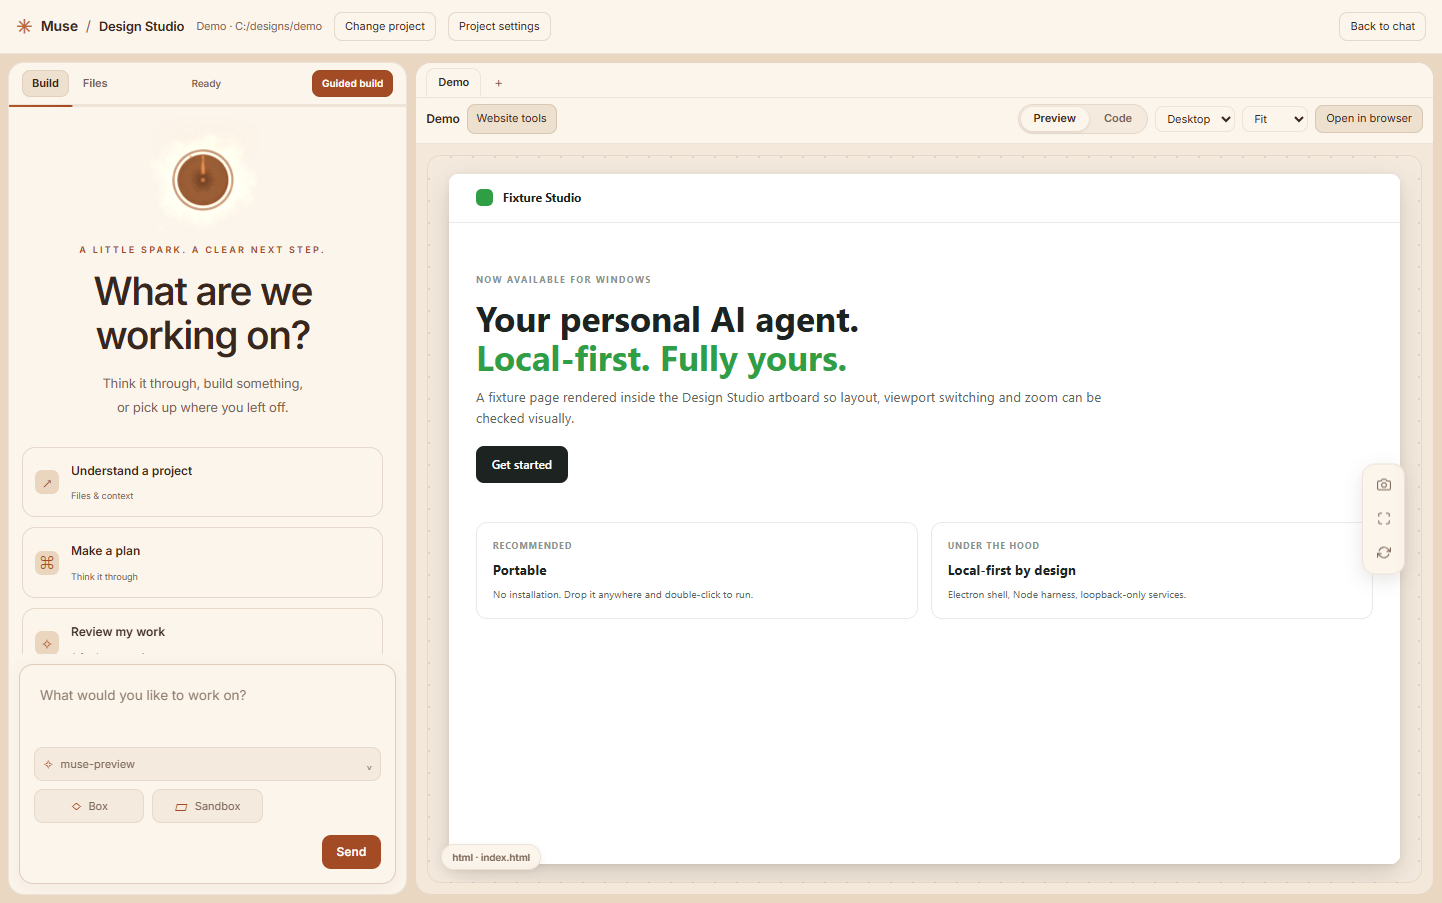 Muse / Design Studio Demo · C:/designs/demo Change project Project settings Back to chat
Build Files Ready Guided build
A LITTLE SPARK. A CLEAR NEXT STEP.
What are we
working on?
Think it through, build something,
or pick up where you left off.
Understand a project
Files & context
Make a plan
Think it through
Review my work
What would you like to work on?
muse-preview
Box Sandbox
Send
Demo +
Demo Website tools Preview Code Desktop Fit Open in browser
Fixture Studio
NOW AVAILABLE FOR WINDOWS
Your personal AI agent.
Local-first. Fully yours.
A fixture page rendered inside the Design Studio artboard so layout, viewport switching and zoom can be
checked visually.
Get started
RECOMMENDED
Portable
No installation. Drop it anywhere and double-click to run.
UNDER THE HOOD
Local-first by design
Electron shell, Node harness, loopback-only services.
html · index.html